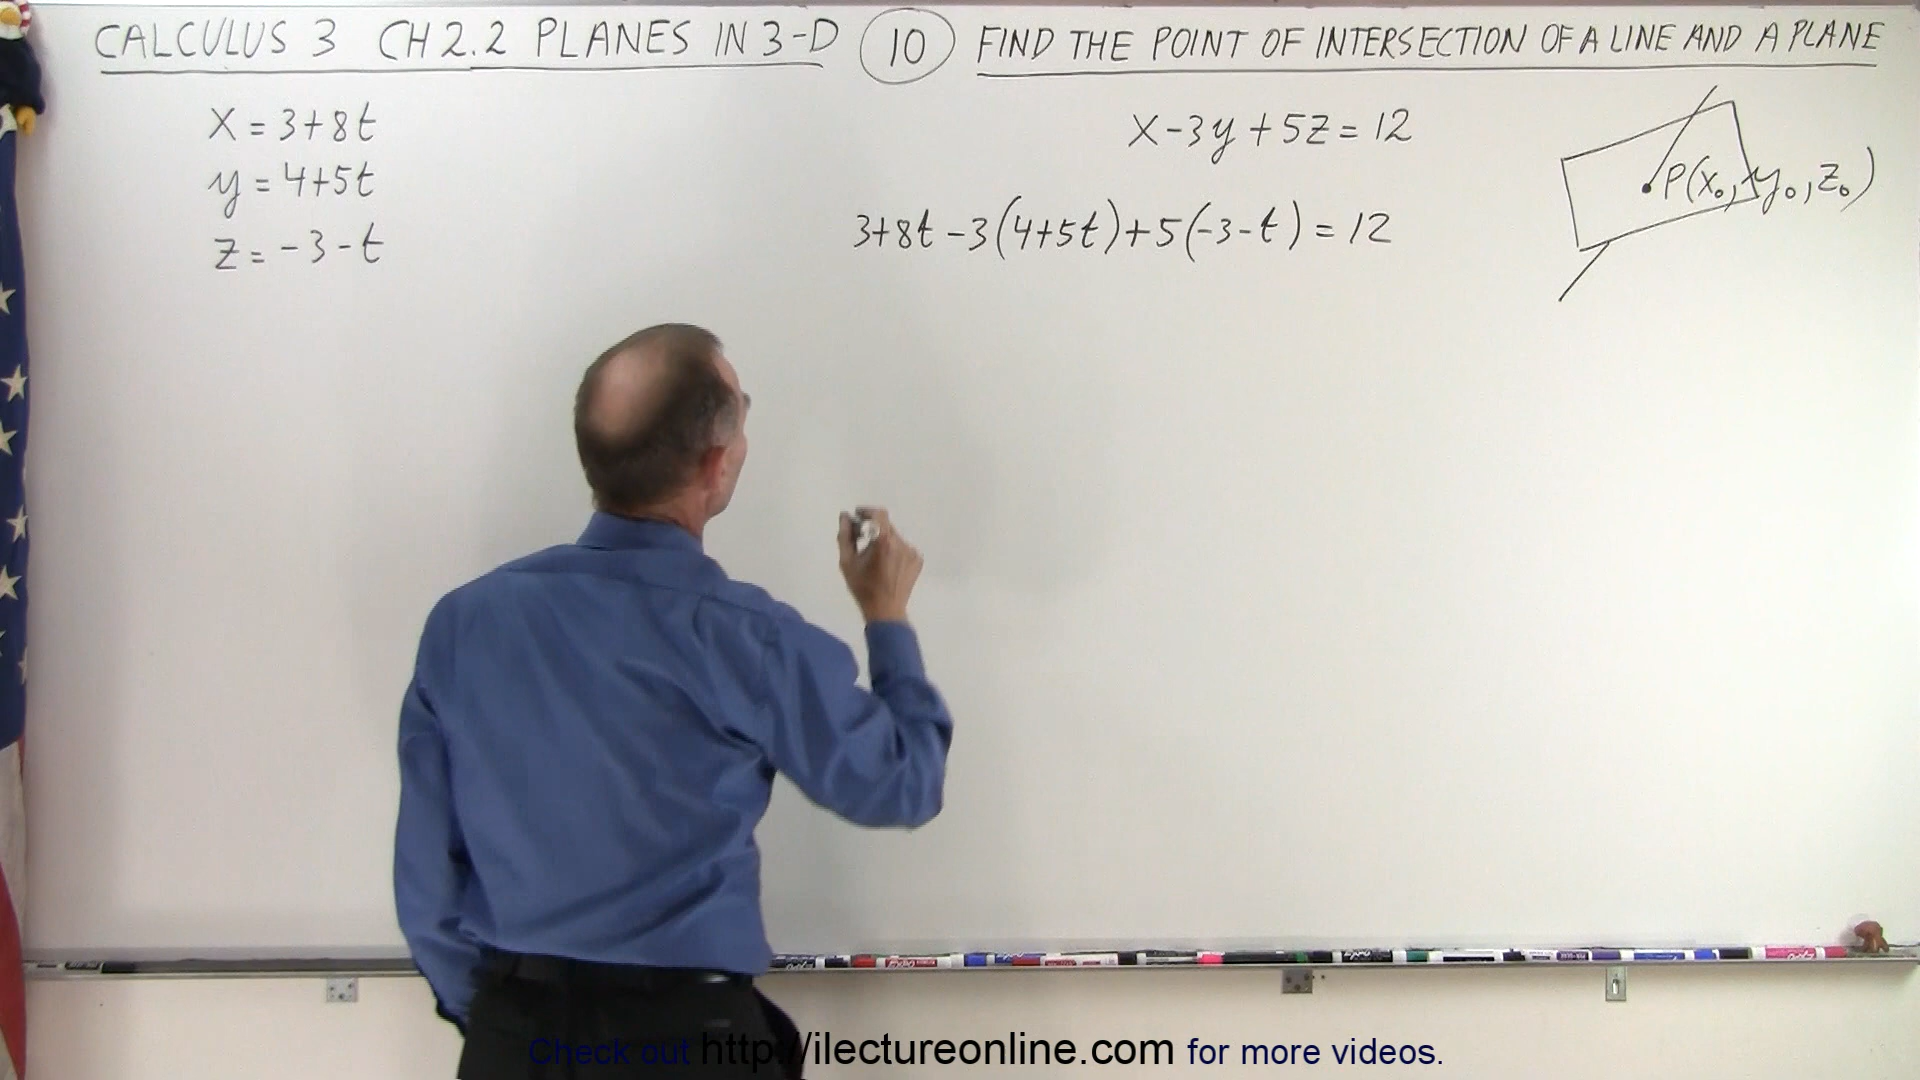 CALCULUS 3 CH 2.2 PLANES IN 3-D 10 FIND THE POINT OF INTERSECTION OF A LINE AND A PLANE
x = 3+8t
y = 4+5t
z = -3-t
x-3y+5z = 12
3+8t-3(4+5t)+5(-3-t) = 12
P(x₀, y₀, z₀)
Check out http://ilectureonline.com for more videos.